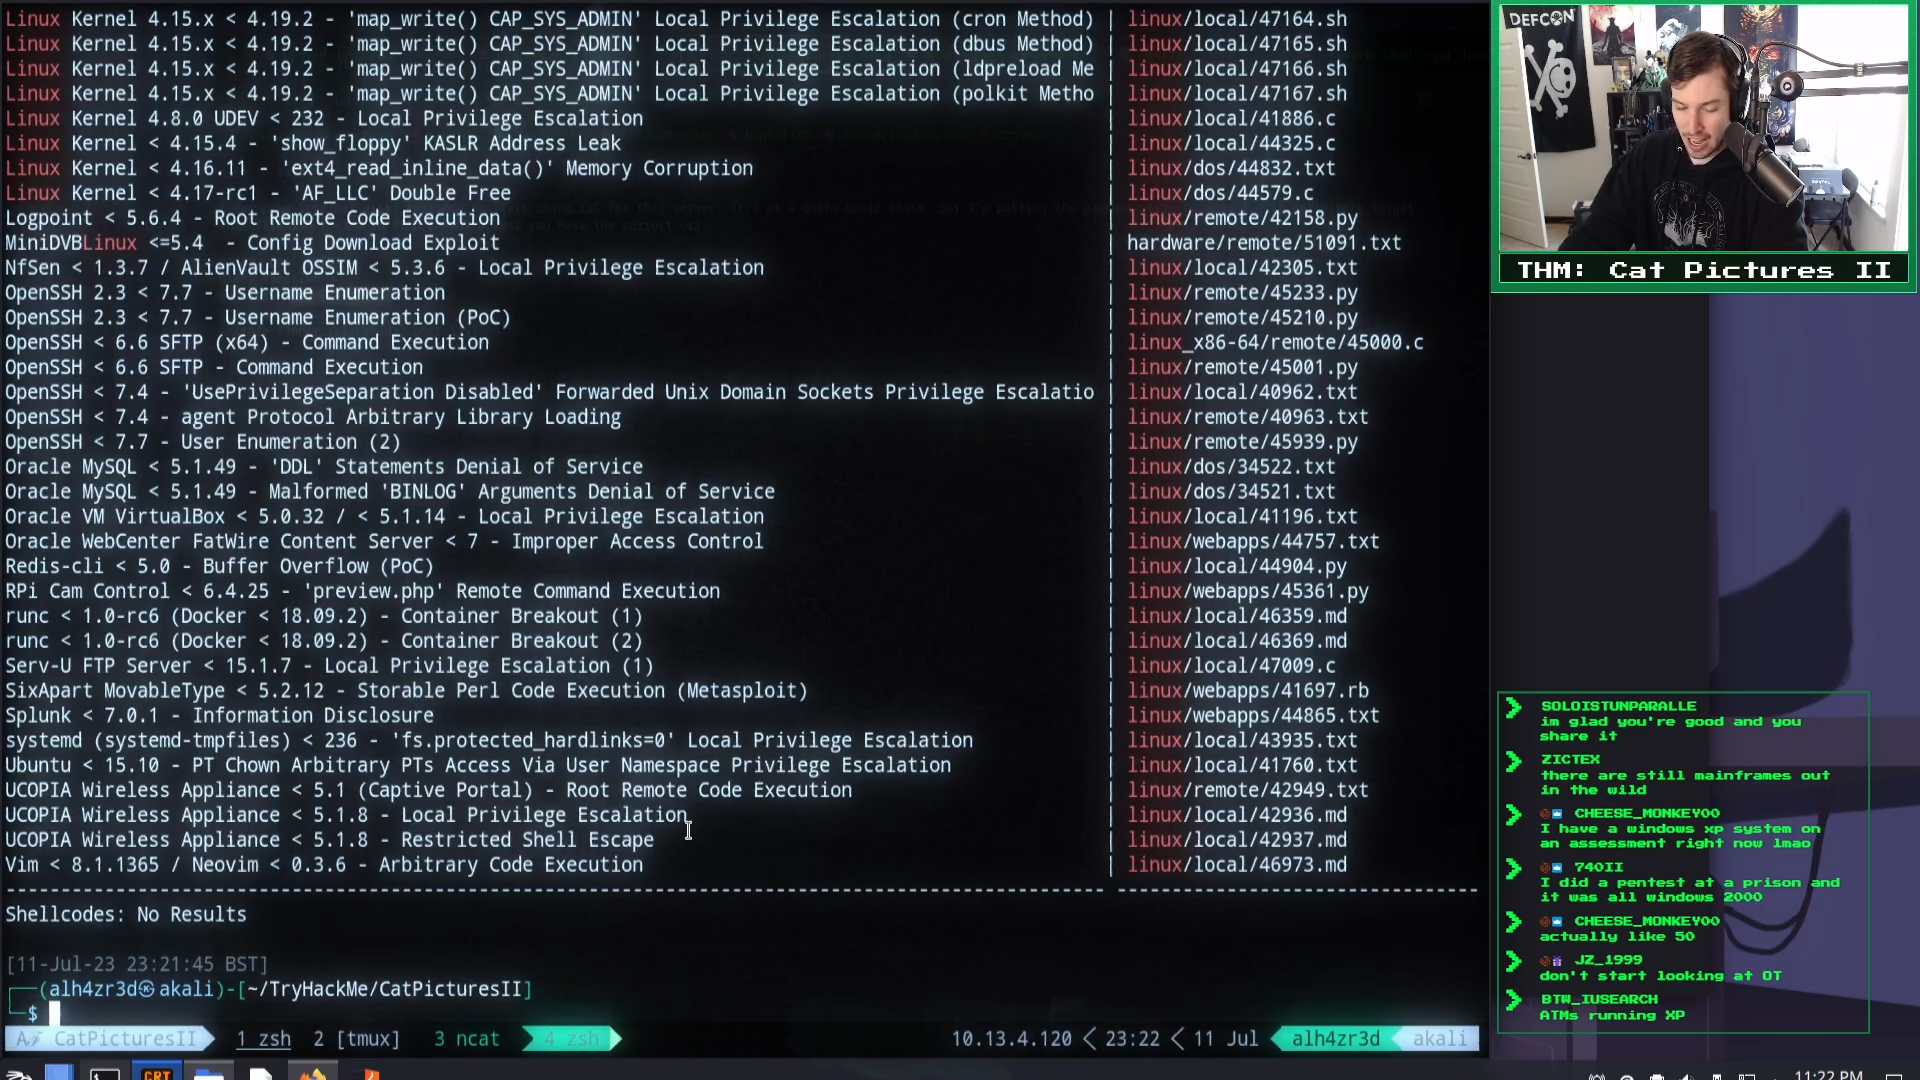 Linux Kernel 4.15.x < 4.19.2 - 'map_write() CAP_SYS_ADMIN' Local Privilege Escalation (cron Method) | linux/local/47164.sh
Linux Kernel 4.15.x < 4.19.2 - 'map_write() CAP_SYS_ADMIN' Local Privilege Escalation (dbus Method) | linux/local/47165.sh
Linux Kernel 4.15.x < 4.19.2 - 'map_write() CAP_SYS_ADMIN' Local Privilege Escalation (ldpreload Me | linux/local/47166.sh
Linux Kernel 4.15.x < 4.19.2 - 'map_write() CAP_SYS_ADMIN' Local Privilege Escalation (polkit Metho | linux/local/47167.sh
Linux Kernel 4.8.0 UDEV < 232 - Local Privilege Escalation | linux/local/41886.c
Linux Kernel < 4.15.4 - 'show_floppy' KASLR Address Leak | linux/local/44325.c
Linux Kernel < 4.16.11 - 'ext4_read_inline_data()' Memory Corruption | linux/dos/44832.txt
Linux Kernel < 4.17-rc1 - 'AF_LLC' Double Free | linux/dos/44579.c
Logpoint < 5.6.4 - Root Remote Code Execution | linux/remote/42158.py
MiniDVBLinux <=5.4  - Config Download Exploit | hardware/remote/51091.txt
NfSen < 1.3.7 / AlienVault OSSIM < 5.3.6 - Local Privilege Escalation | linux/local/42305.txt
OpenSSH 2.3 < 7.7 - Username Enumeration | linux/remote/45233.py
OpenSSH 2.3 < 7.7 - Username Enumeration (PoC) | linux/remote/45210.py
OpenSSH < 6.6 SFTP (x64) - Command Execution | linux_x86-64/remote/45000.c
OpenSSH < 6.6 SFTP - Command Execution | linux/remote/45001.py
OpenSSH < 7.4 - 'UsePrivilegeSeparation Disabled' Forwarded Unix Domain Sockets Privilege Escalatio | linux/local/40962.txt
OpenSSH < 7.4 - agent Protocol Arbitrary Library Loading | linux/remote/40963.txt
OpenSSH < 7.7 - User Enumeration (2) | linux/remote/45939.py
Oracle MySQL < 5.1.49 - 'DDL' Statements Denial of Service | linux/dos/34522.txt
Oracle MySQL < 5.1.49 - Malformed 'BINLOG' Arguments Denial of Service | linux/dos/34521.txt
Oracle VM VirtualBox < 5.0.32 / < 5.1.14 - Local Privilege Escalation | linux/local/41196.txt
Oracle WebCenter FatWire Content Server < 7 - Improper Access Control | linux/webapps/44757.txt
Redis-cli < 5.0 - Buffer Overflow (PoC) | linux/local/44904.py
RPi Cam Control < 6.4.25 - 'preview.php' Remote Command Execution | linux/webapps/45361.py
runc < 1.0-rc6 (Docker < 18.09.2) - Container Breakout (1) | linux/local/46359.md
runc < 1.0-rc6 (Docker < 18.09.2) - Container Breakout (2) | linux/local/46369.md
Serv-U FTP Server < 15.1.7 - Local Privilege Escalation (1) | linux/local/47009.c
SixApart MovableType < 5.2.12 - Storable Perl Code Execution (Metasploit) | linux/webapps/41697.rb
Splunk < 7.0.1 - Information Disclosure | linux/webapps/44865.txt
systemd (systemd-tmpfiles) < 236 - 'fs.protected_hardlinks=0' Local Privilege Escalation | linux/local/43935.txt
Ubuntu < 15.10 - PT Chown Arbitrary PTs Access Via User Namespace Privilege Escalation | linux/local/41760.txt
UCOPIA Wireless Appliance < 5.1 (Captive Portal) - Root Remote Code Execution | linux/remote/42949.txt
UCOPIA Wireless Appliance < 5.1.8 - Local Privilege Escalation | linux/local/42936.md
UCOPIA Wireless Appliance < 5.1.8 - Restricted Shell Escape | linux/local/42937.md
Vim < 8.1.1365 / Neovim < 0.3.6 - Arbitrary Code Execution | linux/local/46973.md
Shellcodes: No Results
[11-Jul-23 23:21:45 BST]
(alh4zr3d㉿akali)-[~/TryHackMe/CatPicturesII]
$
CatPicturesII 1 zsh 2 [tmux] 3 ncat 4 zsh 10.13.4.120 < 23:22 < 11 Jul alh4zr3d akali
CRT
11:22 PM
DEFCON
THM: Cat Pictures II
SOLOISTUNPARALLE
im glad you're good and you
share it
ZICTEX
there are still mainframes out
in the wild
CHEESE_MONKEY00
I have a windows xp system on
an assessment right now lmao
740II
I did a pentest at a prison and
it was all windows 2000
CHEESE_MONKEY00
actually like 50
JZ_1999
don't start looking at OT
BTW_IUSEARCH
ATMs running XP